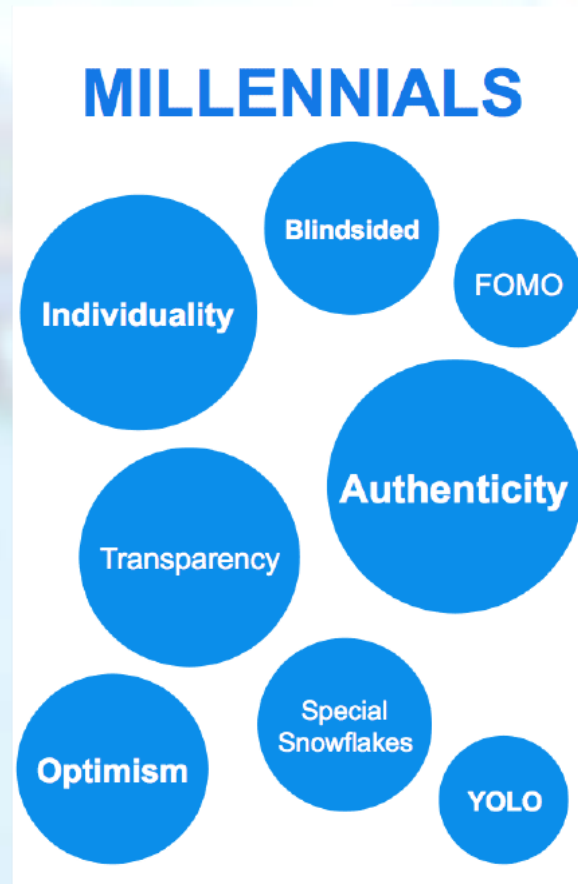 MILLENNIALS
Blindsided
FOMO
Individuality
Authenticity
Transparency
Special
Snowflakes
Optimism
YOLO